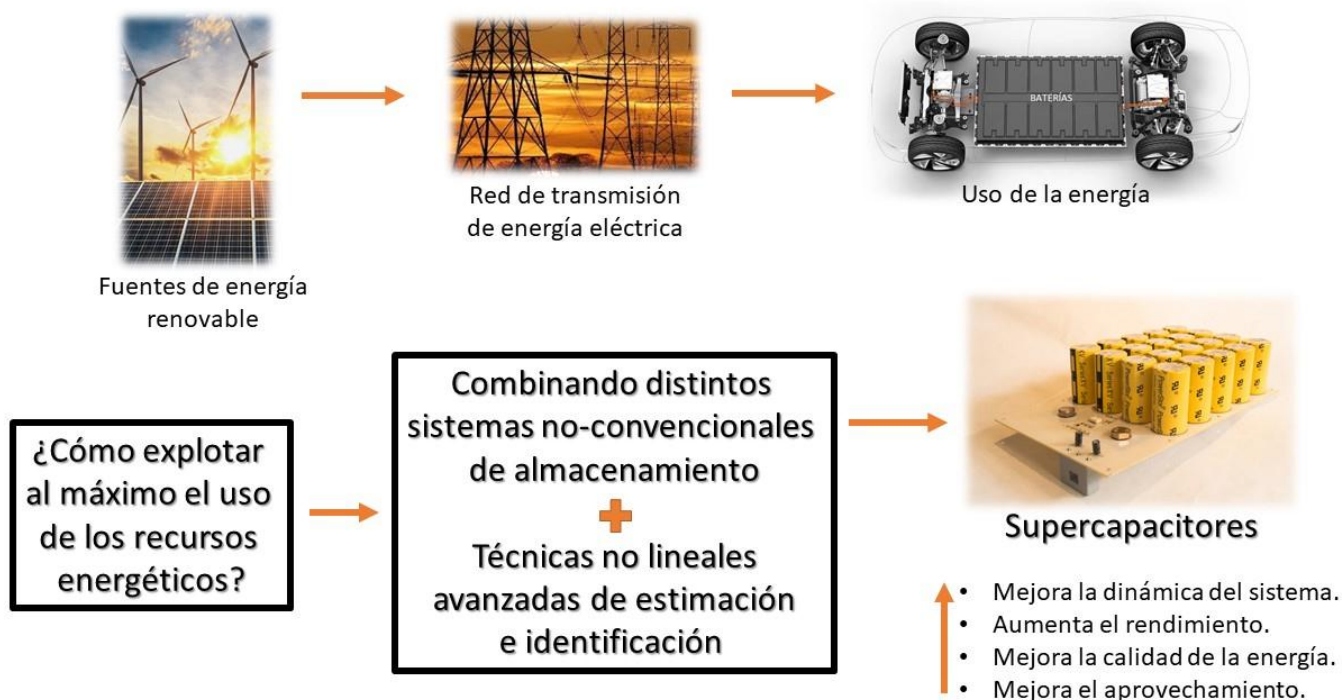 BATERÍAS
Red de transmisión
de energía eléctrica
Uso de la energía
Fuentes de energía
renovable
¿Cómo explotar
al máximo el uso
de los recursos
energéticos?
Combinando distintos
sistemas no-convencionales
de almacenamiento
Técnicas no lineales
avanzadas de estimación
e identificación
Supercapacitores
• Mejora la dinámica del sistema.
• Aumenta el rendimiento.
• Mejora la calidad de la energía.
• Mejora el aprovechamiento.